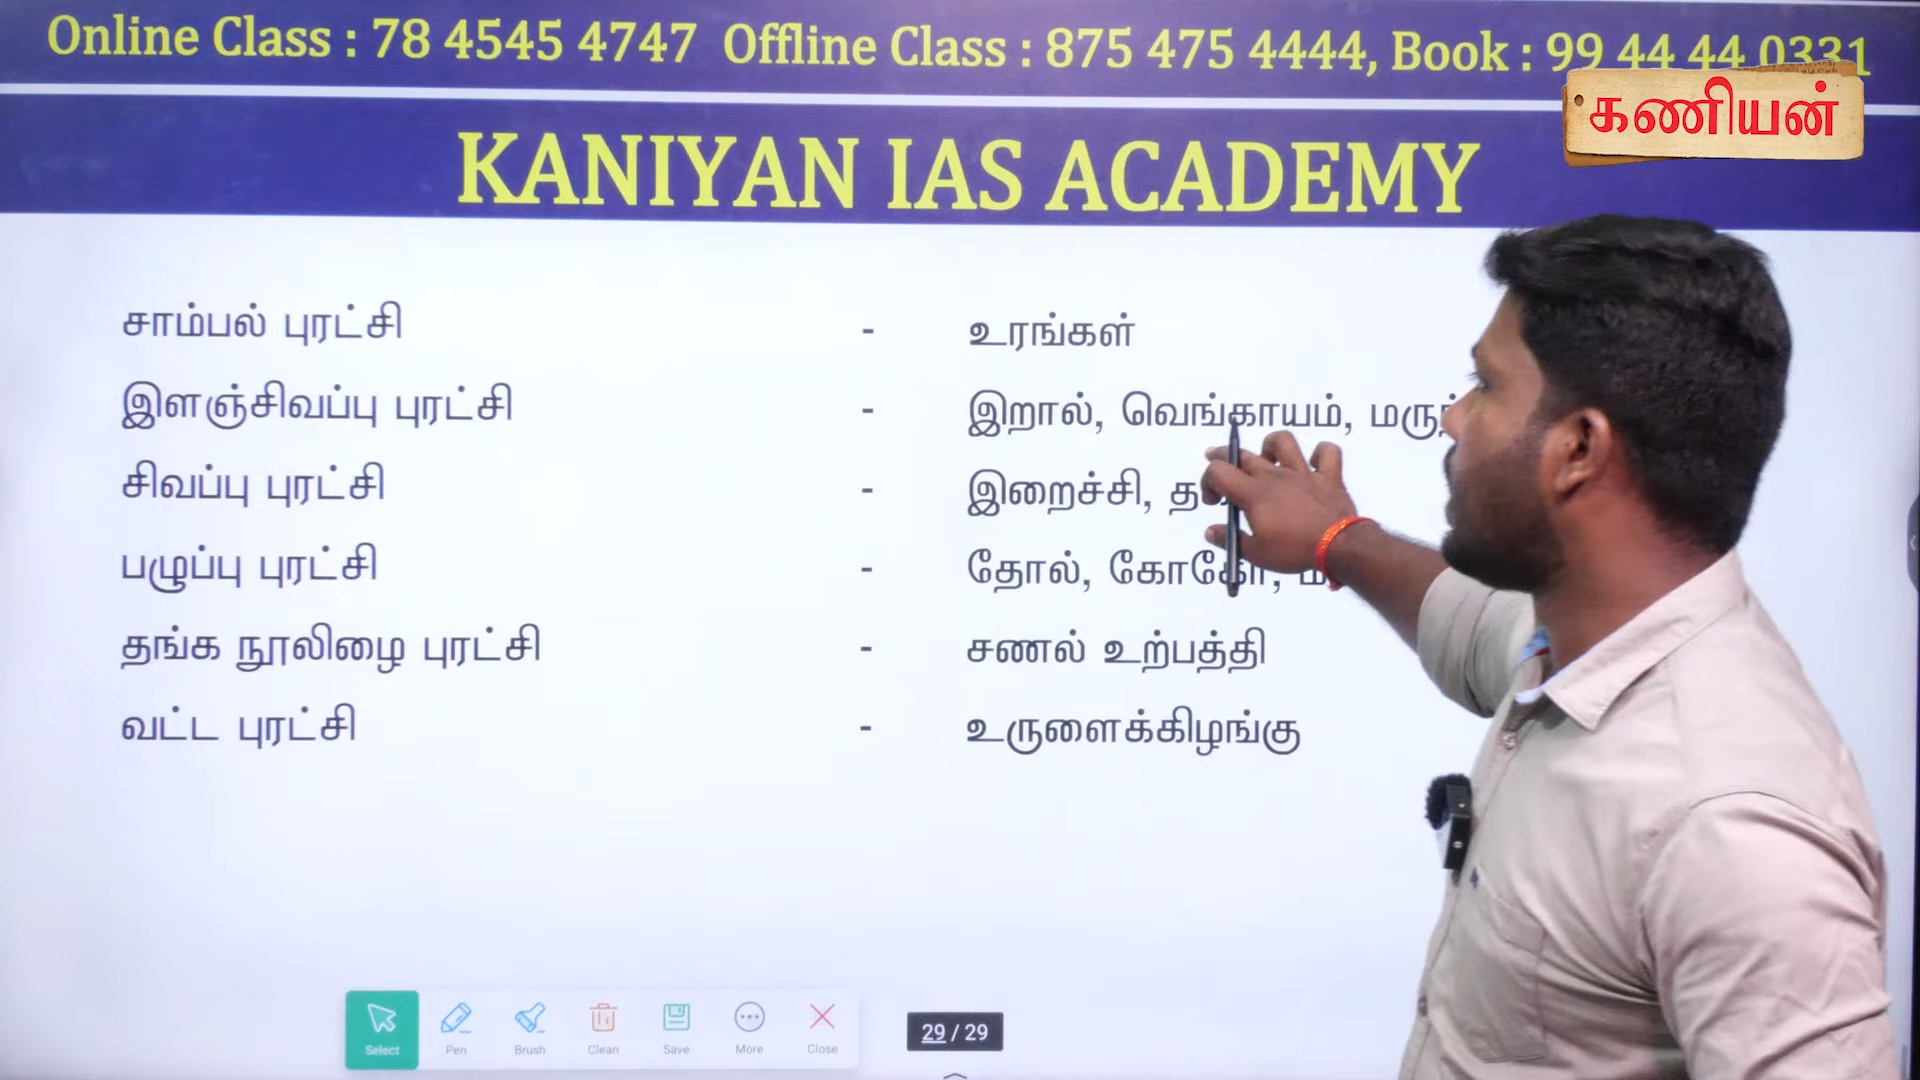 Online Class : 78 4545 4747 Offline Class : 875 475 4444, Book : 99 44 44 0331
கணியன்
KANIYAN IAS ACADEMY
சாம்பல் புரட்சி - உரங்கள்
இளஞ்சிவப்பு புரட்சி - இறால், வெங்காயம்,
சிவப்பு புரட்சி - இறைச்சி,
பழுப்பு புரட்சி - தோல், கோகோ,
தங்க நூலிழை புரட்சி - சணல் உற்பத்தி
வட்ட புரட்சி - உருளைக்கிழங்கு
Select Pen Brush Clean Save More Close
29 / 29